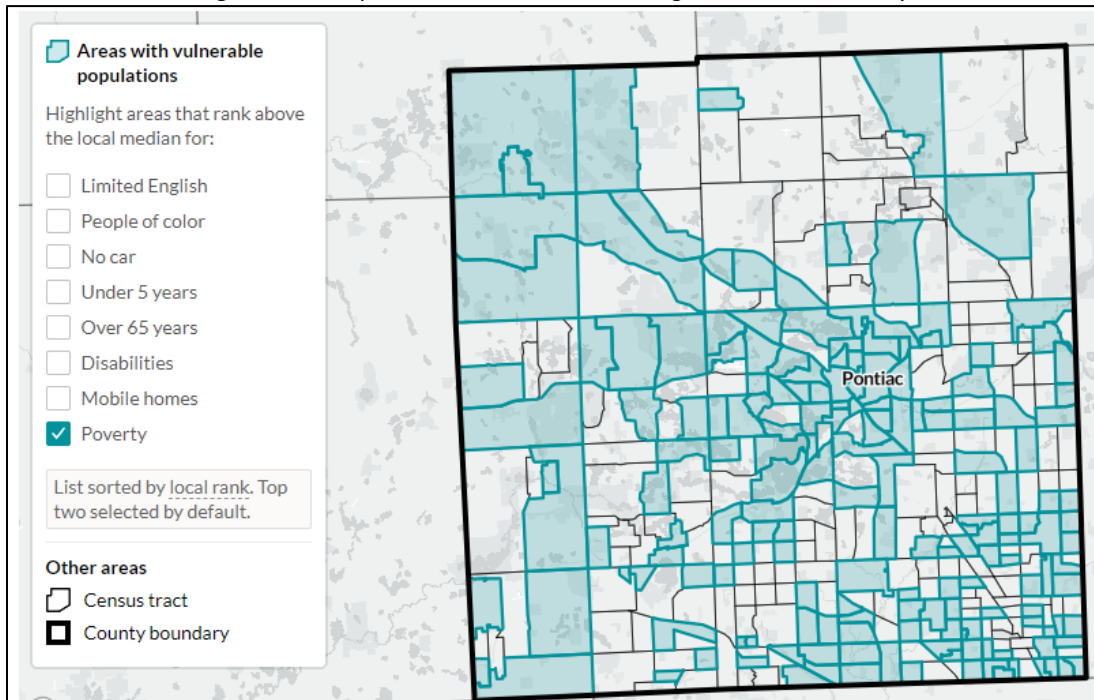 Areas with vulnerable
populations
Highlight areas that rank above
the local median for:
Limited English
People of color
No car
Under 5 years
Over 65 years
Disabilities
Mobile homes
Poverty
List sorted by local rank. Top
two selected by default.
Other areas
Census tract
County boundary
Pontiac